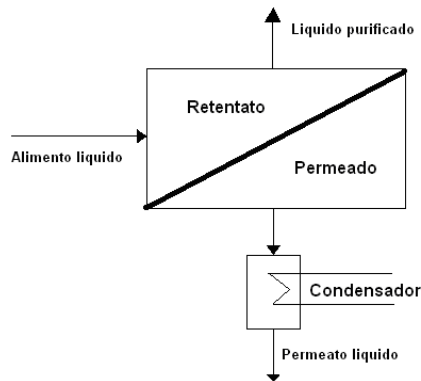 Liquido purificado
Retentato
Alimento liquido
Permeado
Condensador
Permeato liquido